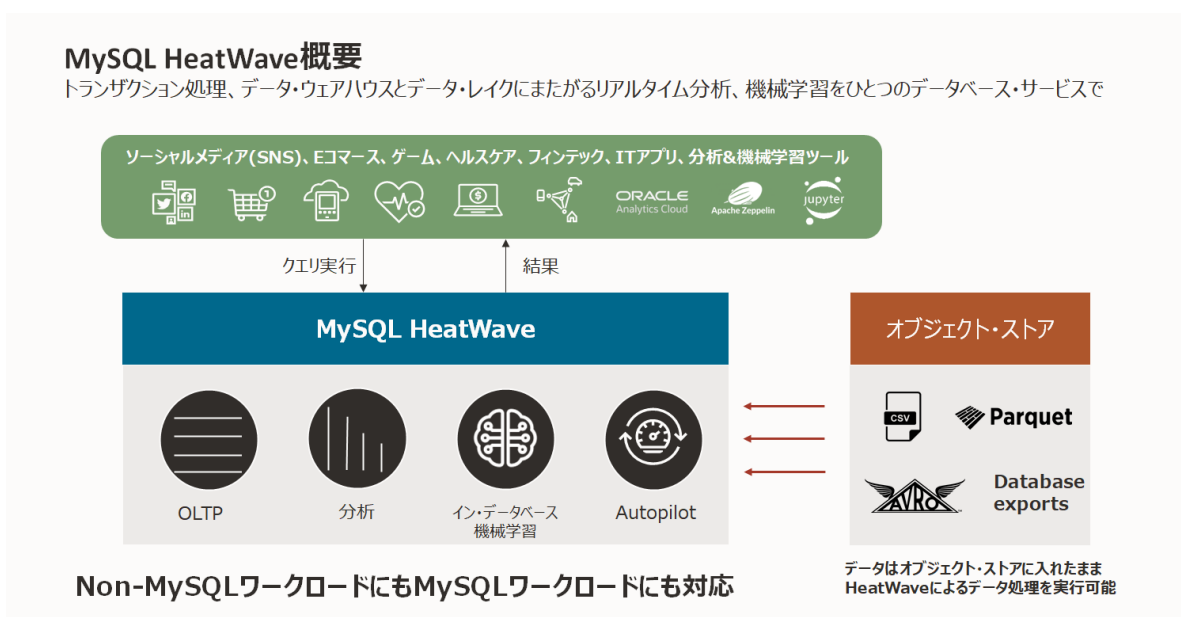 MySQL HeatWave概要
トランザクション処理、データ・ウェアハウスとデータ・レイクにまたがるリアルタイム分析、機械学習をひとつのデータベース・サービスで
ソーシャルメディア(SNS)、Eコマース、ゲーム、ヘルスケア、フィンテック、ITアプリ、分析&機械学習ツール
in
1
$
ORACLE
Analytics Cloud
Apache Zeppelin
jupyter
クエリ実行
結果
MySQL HeatWave
オブジェクト・ストア
CSV
Parquet
AVRO
Database
exports
OLTP
分析
イン・データベース
機械学習
Autopilot
データはオブジェクト・ストアに入れたまま
HeatWaveによるデータ処理を実行可能
Non-MySQLワークロードにもMySQLワークロードにも対応